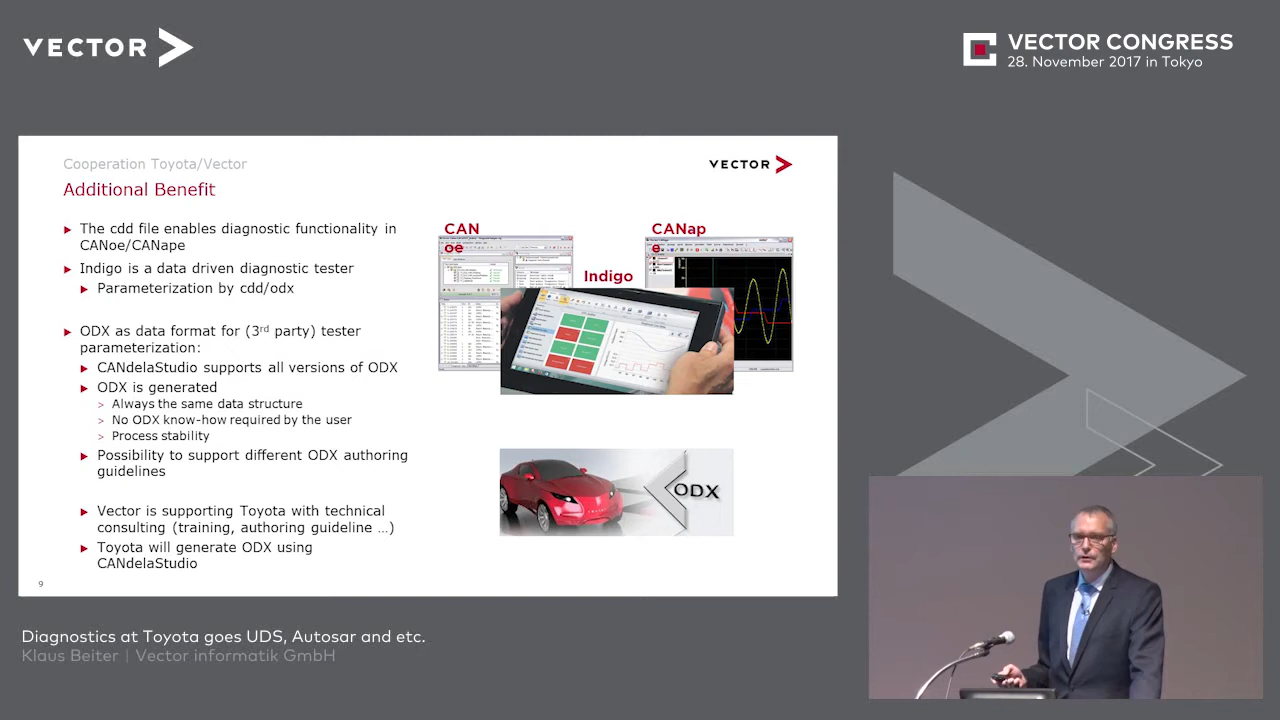 VECTOR
VECTOR CONGRESS
28. November 2017 in Tokyo
Cooperation Toyota/Vector
VECTOR
Additional Benefit
The cdd file enables diagnostic functionality in
CANoe/CANape
Indigo is a data driven diagnostic tester
Parameterization by cdd/odx
ODX as data format for (3rd party) tester
parameterization
CANdelaStudio supports all versions of ODX
ODX is generated
> Always the same data structure
> No ODX know-how required by the user
> Process stability
Possibility to support different ODX authoring
guidelines
Vector is supporting Toyota with technical
consulting (training, authoring guideline …)
Toyota will generate ODX using
CANdelaStudio
CAN
oe
Indigo
CANap
e
ODX
9
Diagnostics at Toyota goes UDS, Autosar and etc.
Klaus Beiter | Vector informatik GmbH